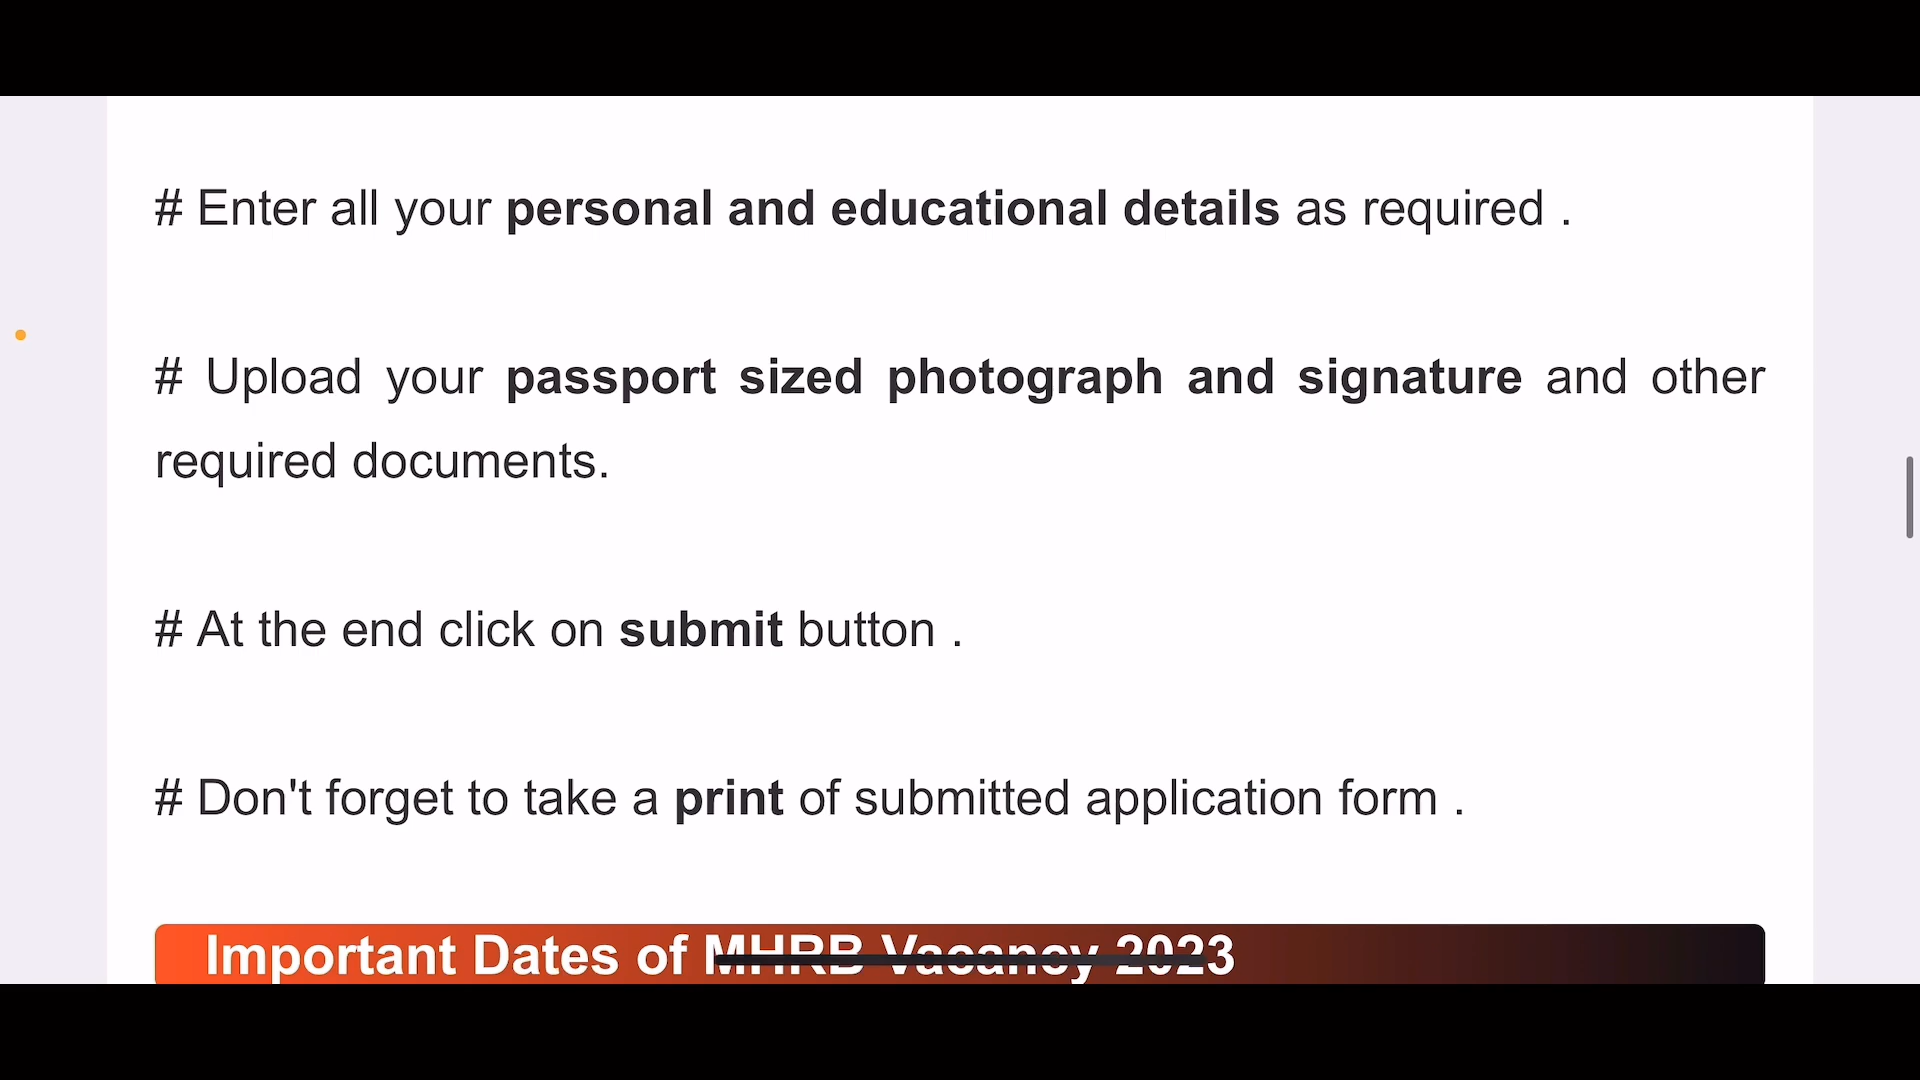 # Enter all your personal and educational details as required .
# Upload your passport sized photograph and signature and other
required documents.
# At the end click on submit button .
# Don't forget to take a print of submitted application form .
Important Dates of MHRB Vacancy 2023